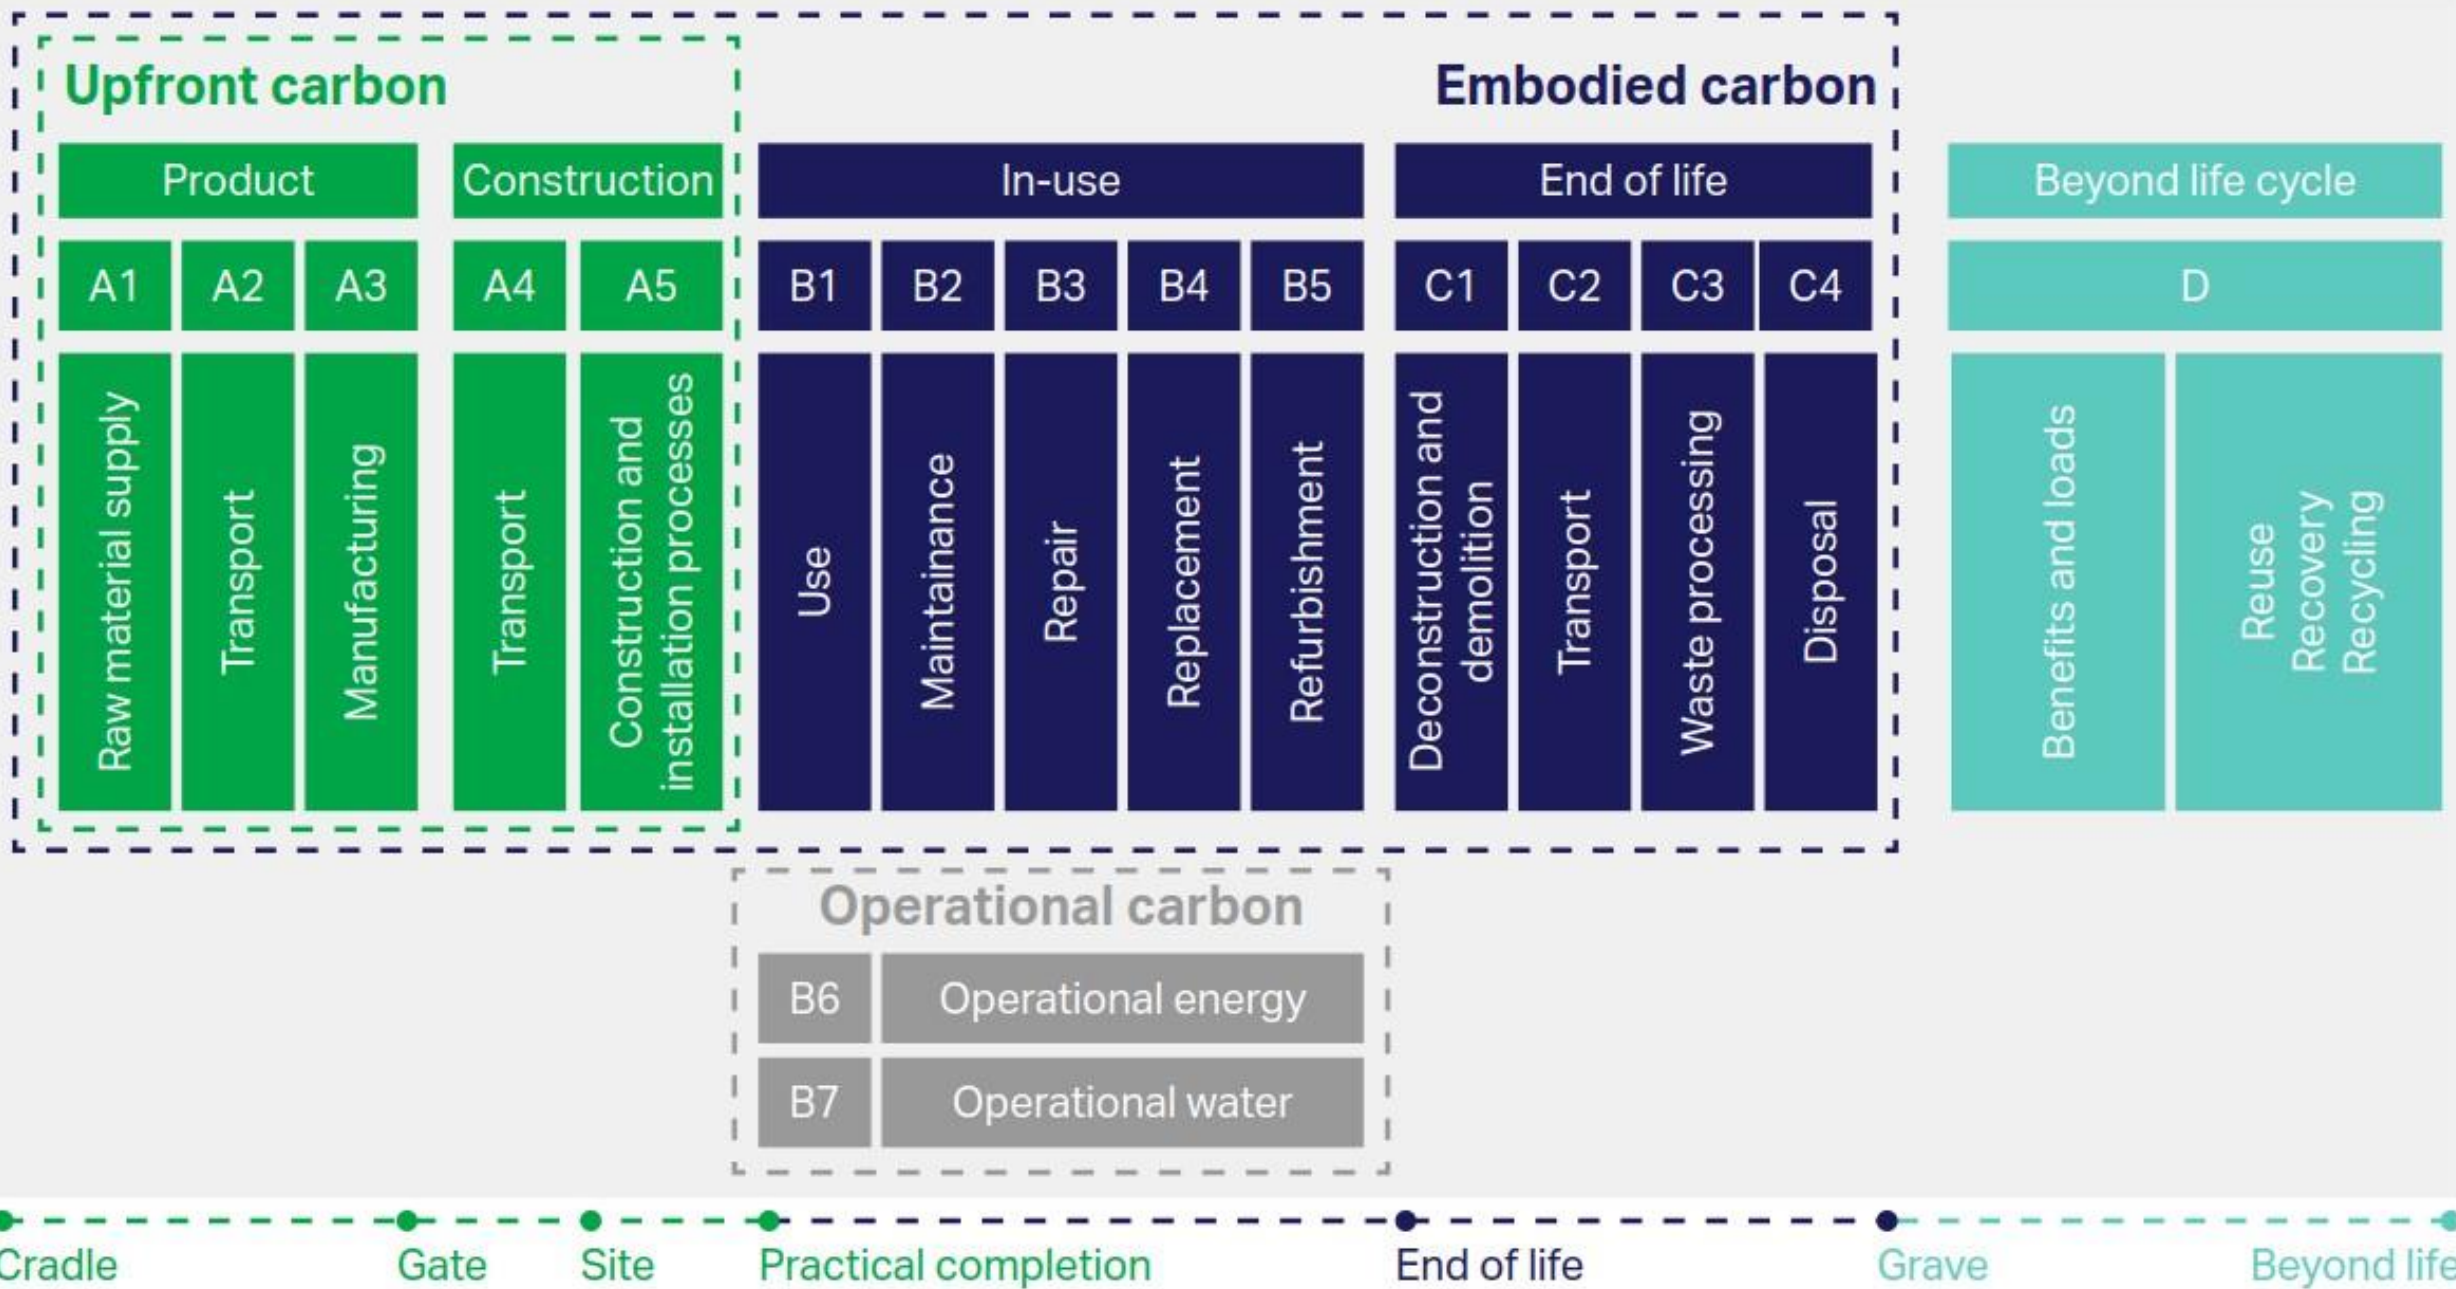 Upfront carbon
Embodied carbon
Product
Construction
In-use
End of life
Beyond life cycle
A1
A2
A3
A4
A5
B1
B2
B3
B4
B5
C1
C2
C3
C4
D
Raw material supply
Transport
Manufacturing
Transport
Construction and
installation processes
Use
Maintainance
Repair
Replacement
Refurbishment
Deconstruction and
demolition
Transport
Waste processing
Disposal
Benefits and loads
Reuse
Recovery
Recycling
Operational carbon
B6
Operational energy
B7
Operational water
Cradle
Gate
Site
Practical completion
End of life
Grave
Beyond life